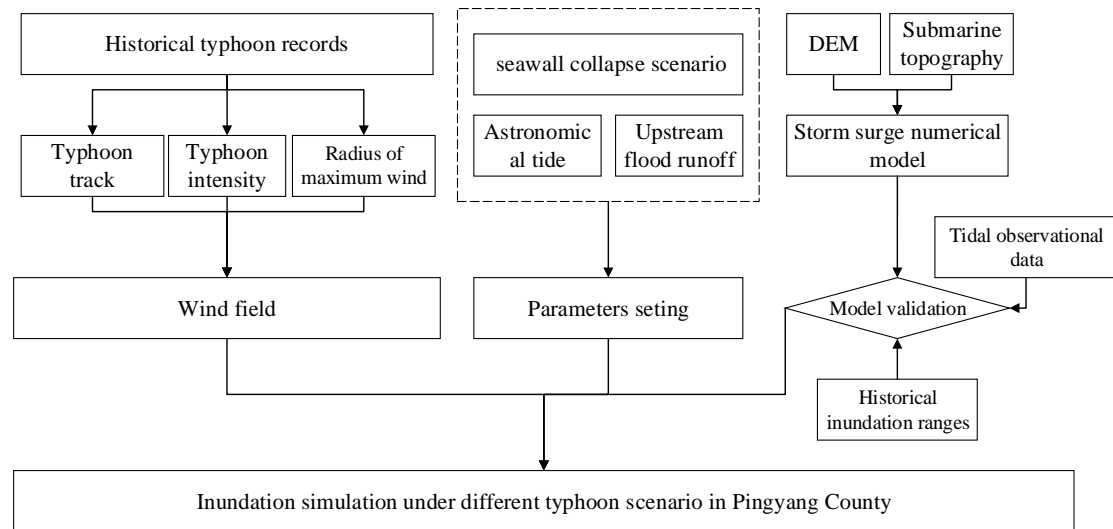 Historical typhoon records
Typhoon
track
Typhoon
intensity
Radius of
maximum wind
Wind field
seawall collapse scenario
Astronomic
al tide
Upstream
flood runoff
Parameters seting
DEM
Submarine
topography
Storm surge numerical
model
Tidal observational
data
Model validation
Historical
inundation ranges
Inundation simulation under different typhoon scenario in Pingyang County